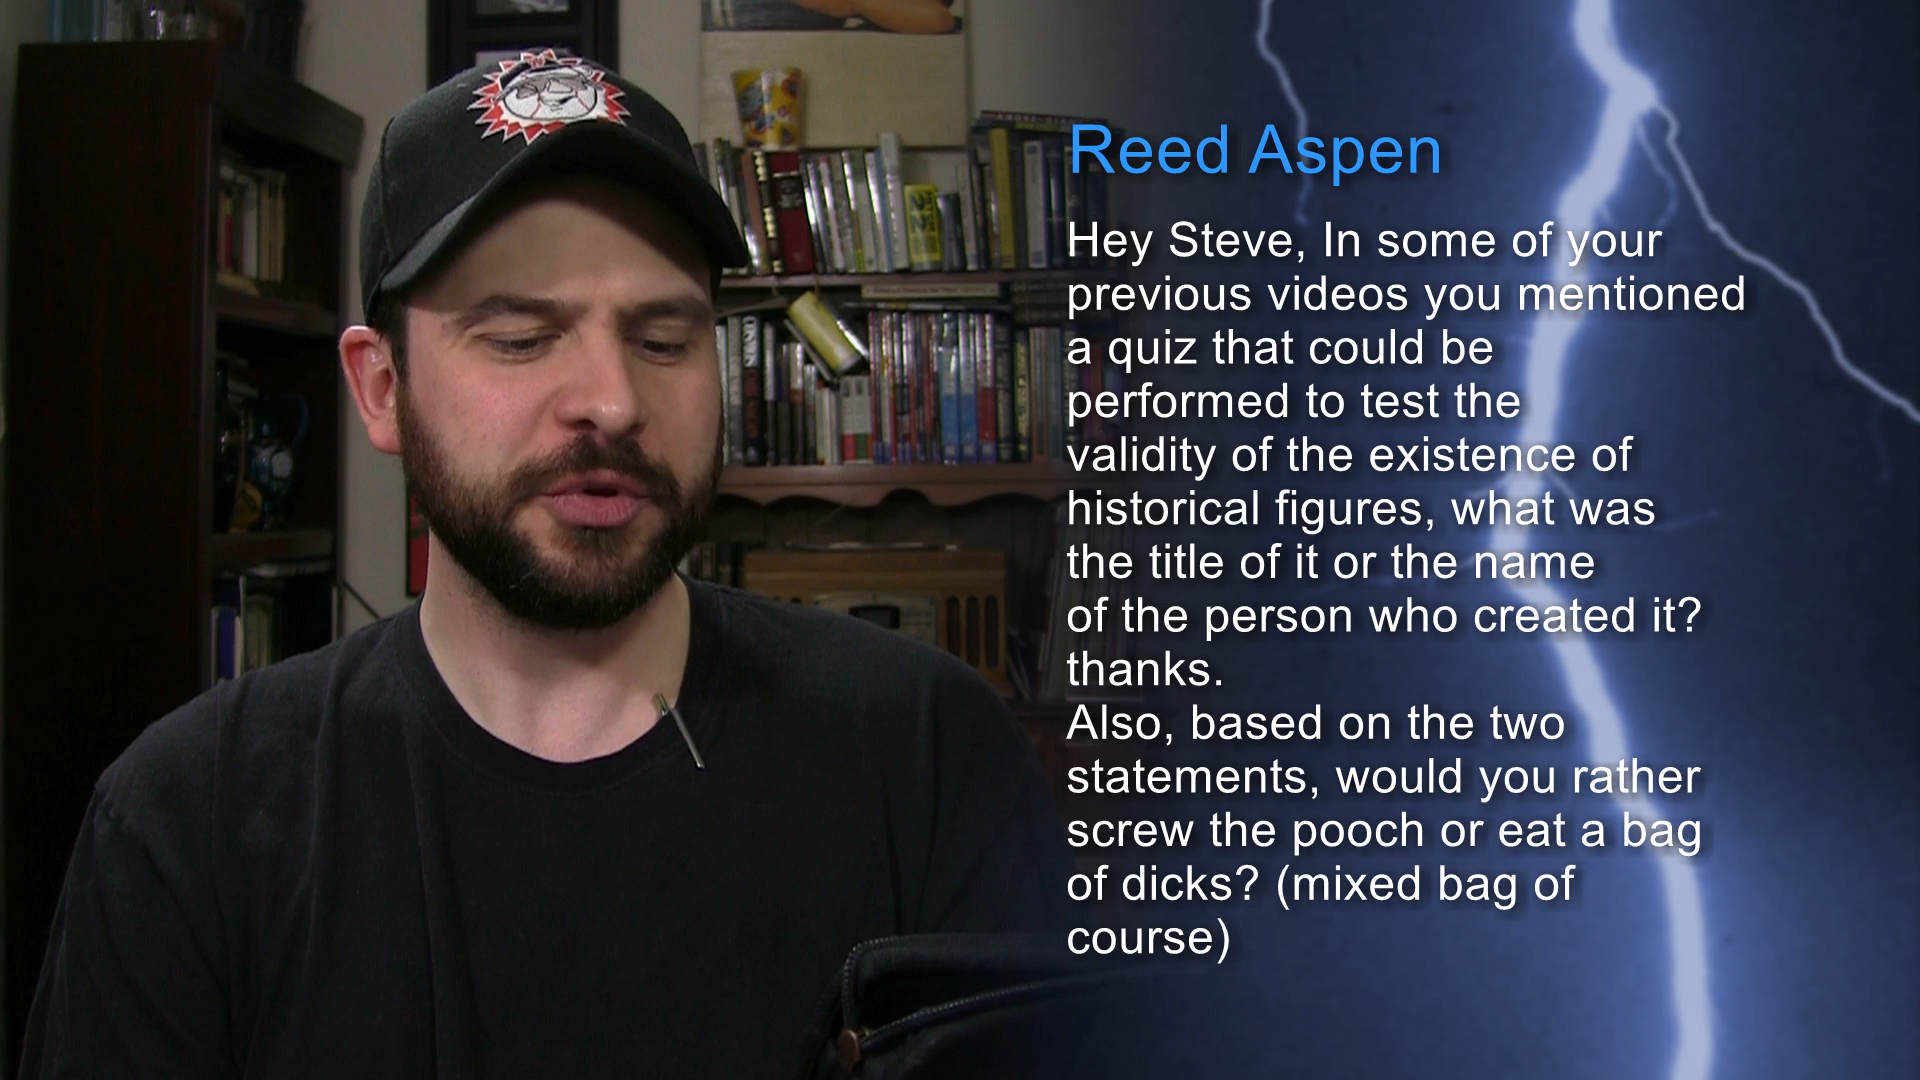 Reed Aspen
Hey Steve, In some of your
previous videos you mentioned
a quiz that could be
performed to test the
validity of the existence of
historical figures, what was
the title of it or the name
of the person who created it?
thanks.
Also, based on the two
statements, would you rather
screw the pooch or eat a bag
of dicks? (mixed bag of
course)